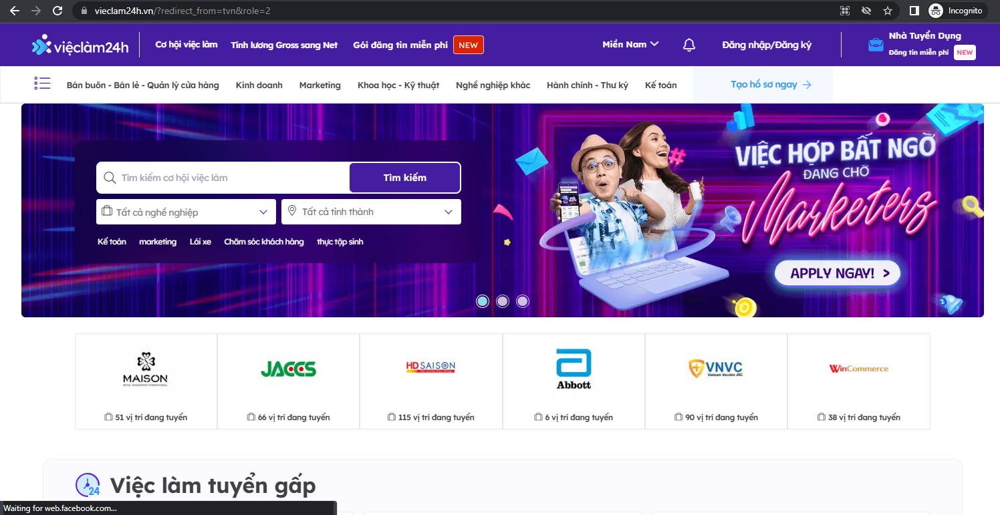 vieclam24h.vn/?redirect_from=tvn&role=2
Incognito
việclàm24h
Cơ hội việc làm
Tính lương Gross sang Net
Gói đăng tin miễn phí
NEW
Miền Nam
Đăng nhập/Đăng ký
Nhà Tuyển Dụng
Đăng tin miễn phí NEW
Bán buôn - Bán lẻ - Quản lý cửa hàng
Kinh doanh
Marketing
Khoa học - Kỹ thuật
Nghề nghiệp khác
Hành chính - Thư ký
Kế toán
Tạo hồ sơ ngay
Tìm kiếm cơ hội việc làm
Tìm kiếm
Tất cả nghề nghiệp
Tất cả tỉnh thành
Kế toán
marketing
Lái xe
Chăm sóc khách hàng
thực tập sinh
VIỆC HỢP BẤT NGỜ
ĐANG CHỜ
Marketers
APPLY NGAY! >
MAISON
RETAIL MANAGEMENT INTERNATIONAL
JACCS
HD SAISON
Abbott
VNVC
Vietnam Vaccine JSC
WinCommerce
51 vị trí đang tuyển
66 vị trí đang tuyển
115 vị trí đang tuyển
6 vị trí đang tuyển
90 vị trí đang tuyển
38 vị trí đang tuyển
24
Việc làm tuyển gấp
Waiting for web.facebook.com...